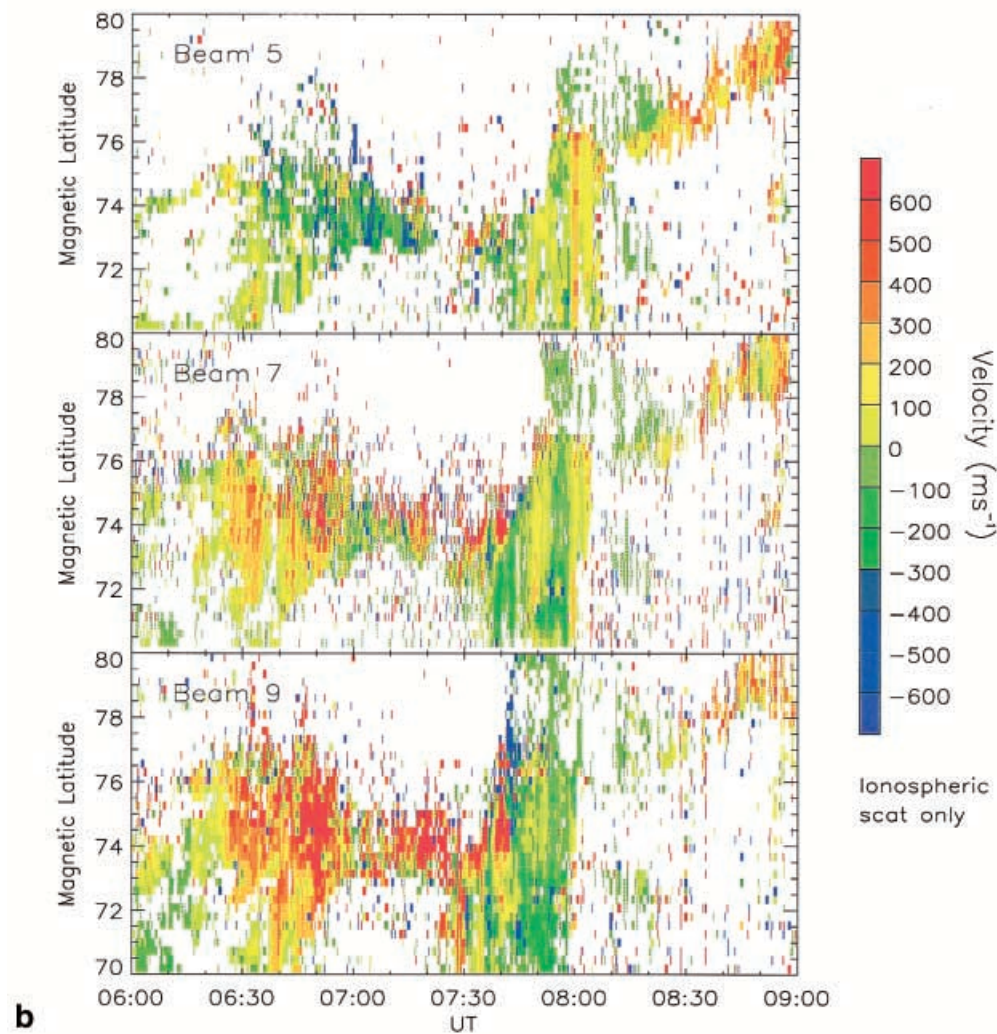 80
Beam 5
78
76
74
72
Magnetic Latitude
80
Beam 7
78
76
74
72
Magnetic Latitude
80
Beam 9
78
76
74
72
70
Magnetic Latitude
06:00 06:30 07:00 07:30 08:00 08:30 09:00
UT
b
600
500
400
300
200
100
0
−100
−200
−300
−400
−500
−600
Velocity (ms⁻¹)
Ionospheric
scat only